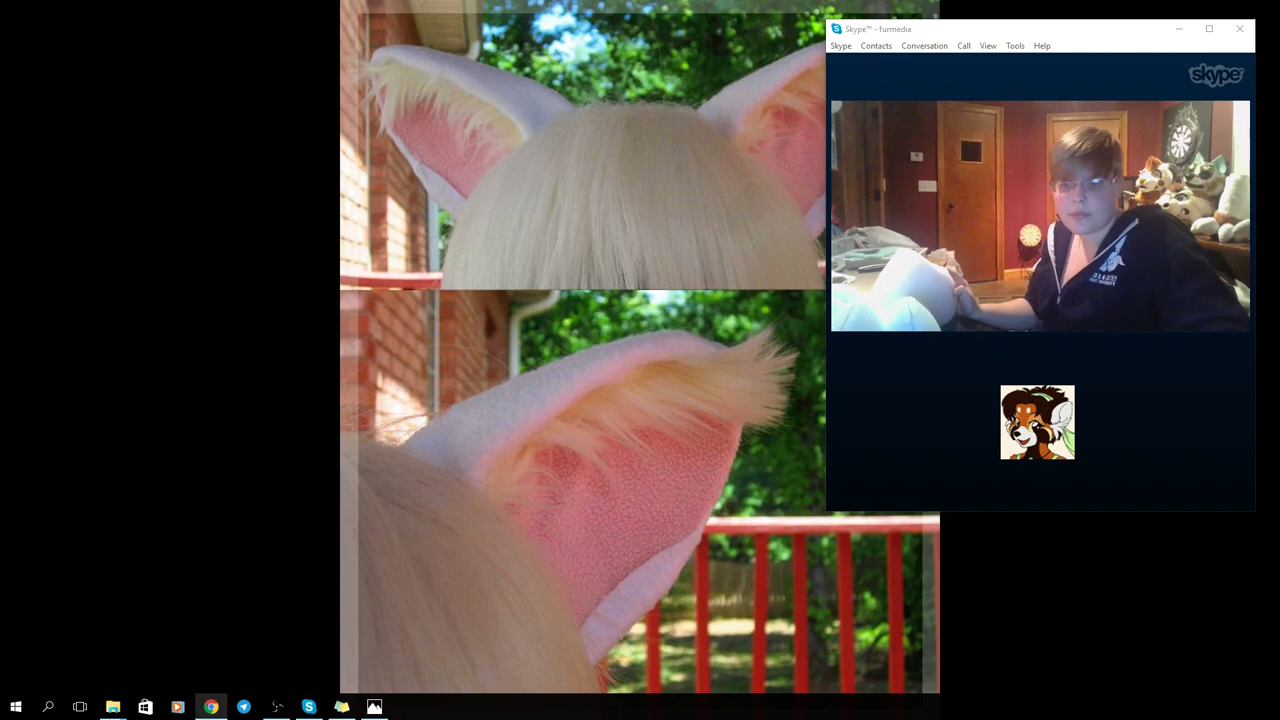 Skype™ - furmedia
Skype Contacts Conversation Call View Tools Help
skype